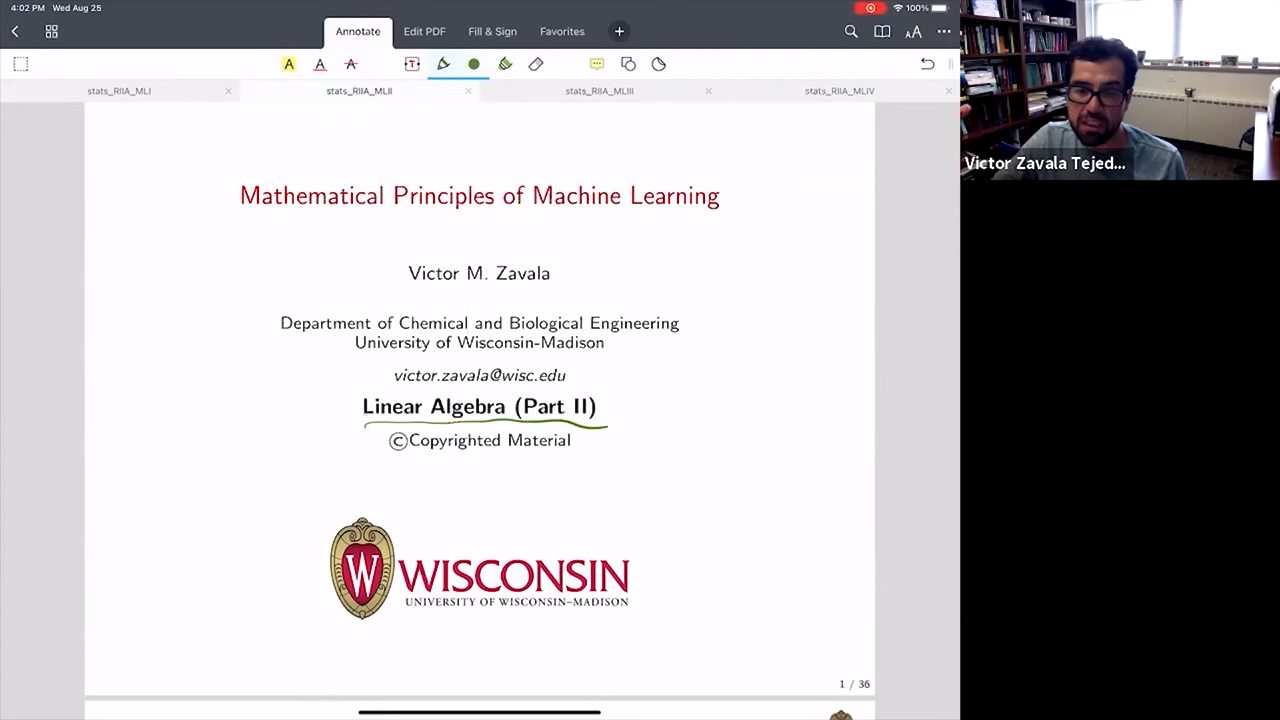 4:02 PM Wed Aug 25
100%
Annotate
Edit PDF
Fill & Sign
Favorites
A A A T
AA
stats_RIIA_MLI
stats_RIIA_MLII
stats_RIIA_MLIII
stats_RIIA_MLIV
Victor Zavala Tejed...
Mathematical Principles of Machine Learning
Victor M. Zavala
Department of Chemical and Biological Engineering
University of Wisconsin-Madison
victor.zavala@wisc.edu
Linear Algebra (Part II)
©Copyrighted Material
W WISCONSIN
UNIVERSITY OF WISCONSIN–MADISON
1 / 36